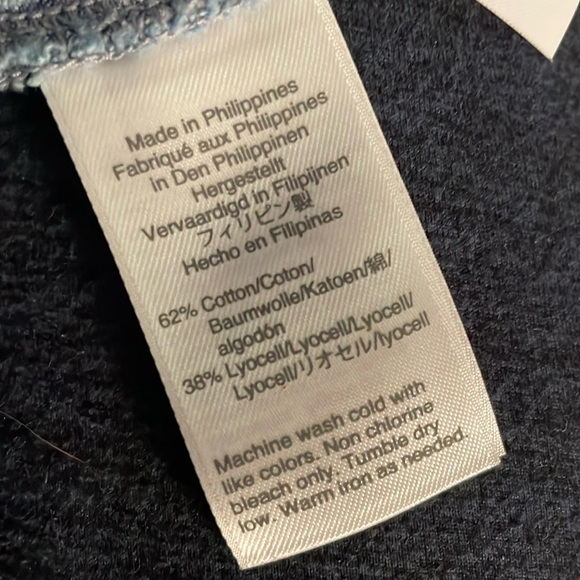 Made in Philippines
Fabriqué aux Philippines
in Den Philippinen
Hergestellt
Vervaardigd in Filipijnen
フィリピン製
Hecho en Filipinas
62% Cotton/Coton/
Baumwolle/Katoen/綿/
algodón
38% Lyocell/Lyocell/Lyocell/
Lyocell/リオセル/lyocell
Machine wash cold with
like colors. Non chlorine
bleach only. Tumble dry
low. Warm iron as needed.